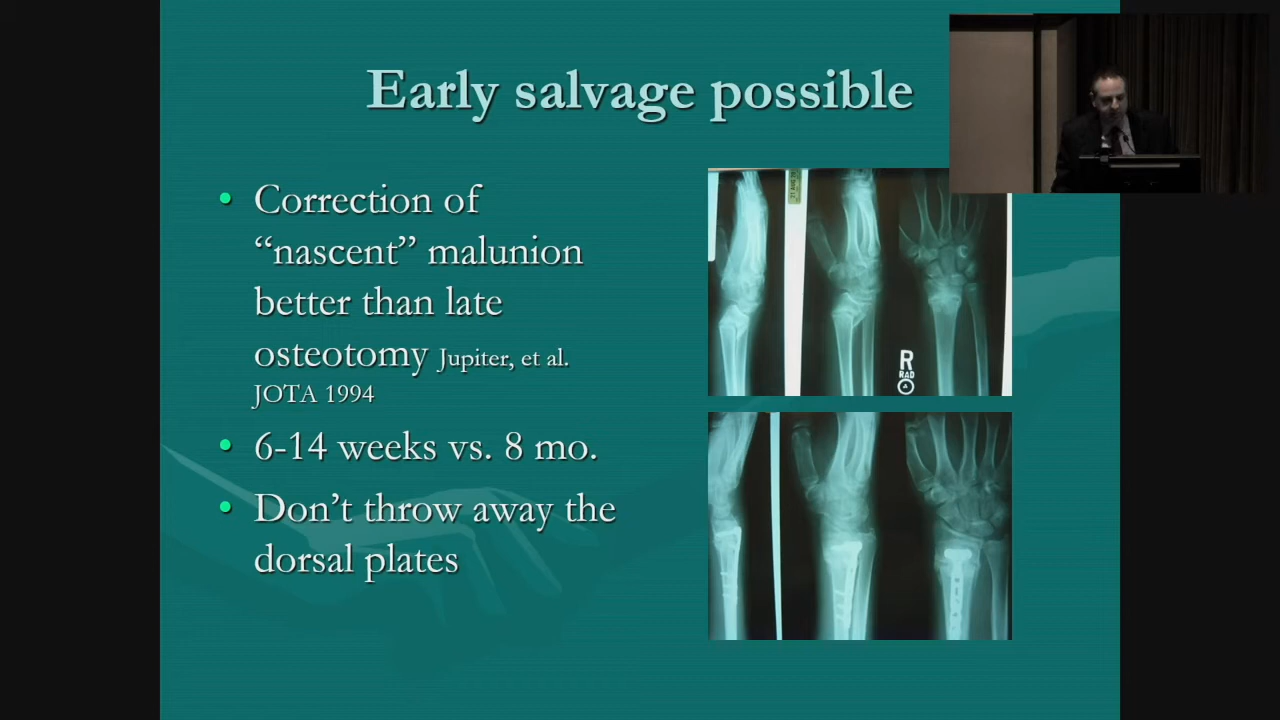 Early salvage possible
• Correction of
“nascent” malunion
better than late
osteotomy Jupiter, et al.
JOTA 1994
• 6-14 weeks vs. 8 mo.
• Don’t throw away the
dorsal plates
R
RAD